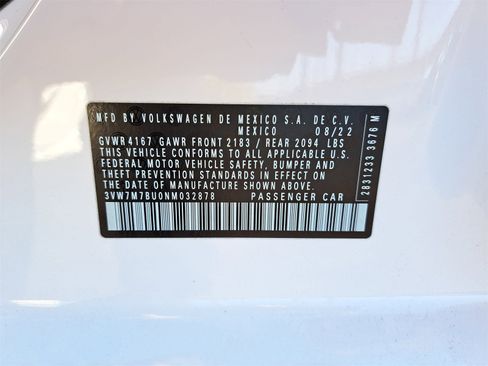 MFD BY VOLKSWAGEN DE MEXICO S.A. DE C.V.
MEXICO 08/22
GVWR 4167 GAWR FRONT 2183 / REAR 2094 LBS
THIS VEHICLE CONFORMS TO ALL APPLICABLE U.S.
FEDERAL MOTOR VEHICLE SAFETY, BUMPER AND
THEFT PREVENTION STANDARDS IN EFFECT ON
DATE OF MANUFACTURE SHOWN ABOVE
3VW7M7BU0NM032878 PASSENGER CAR
2831233 3676 M